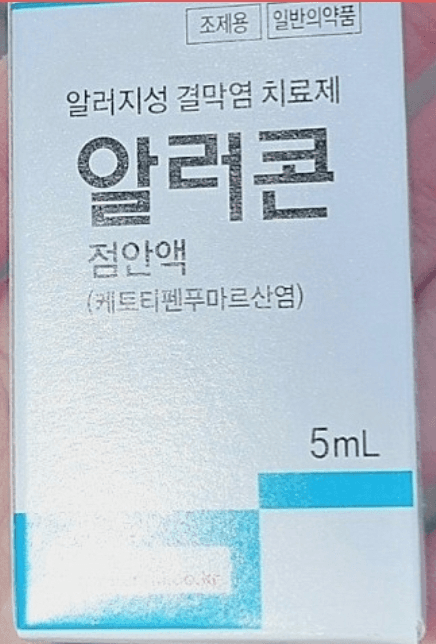 조제용 일반의약품
알러지성 결막염 치료제
알러콘
점안액
(케토티펜푸마르산염)
5mL